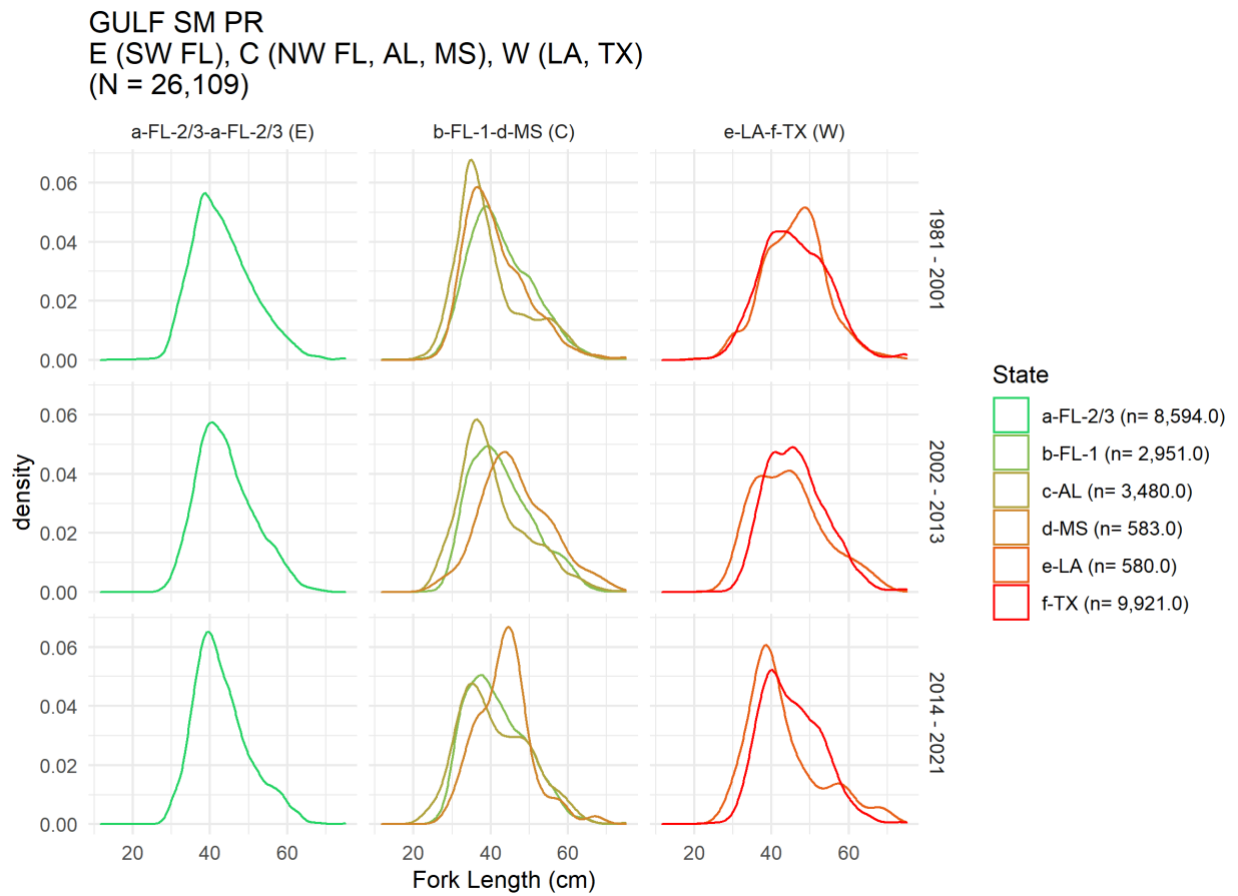 GULF SM PR
E (SW FL), C (NW FL, AL, MS), W (LA, TX)
(N = 26,109)
a-FL-2/3-a-FL-2/3 (E)
b-FL-1-d-MS (C)
e-LA-f-TX (W)
0.06
0.04
0.02
0.00
1981 - 2001
0.06
0.04
0.02
0.00
2002 - 2013
0.06
0.04
0.02
0.00
2014 - 2021
density
20 40 60
20 40 60
20 40 60
Fork Length (cm)
State
a-FL-2/3 (n= 8,594.0)
b-FL-1 (n= 2,951.0)
c-AL (n= 3,480.0)
d-MS (n= 583.0)
e-LA (n= 580.0)
f-TX (n= 9,921.0)